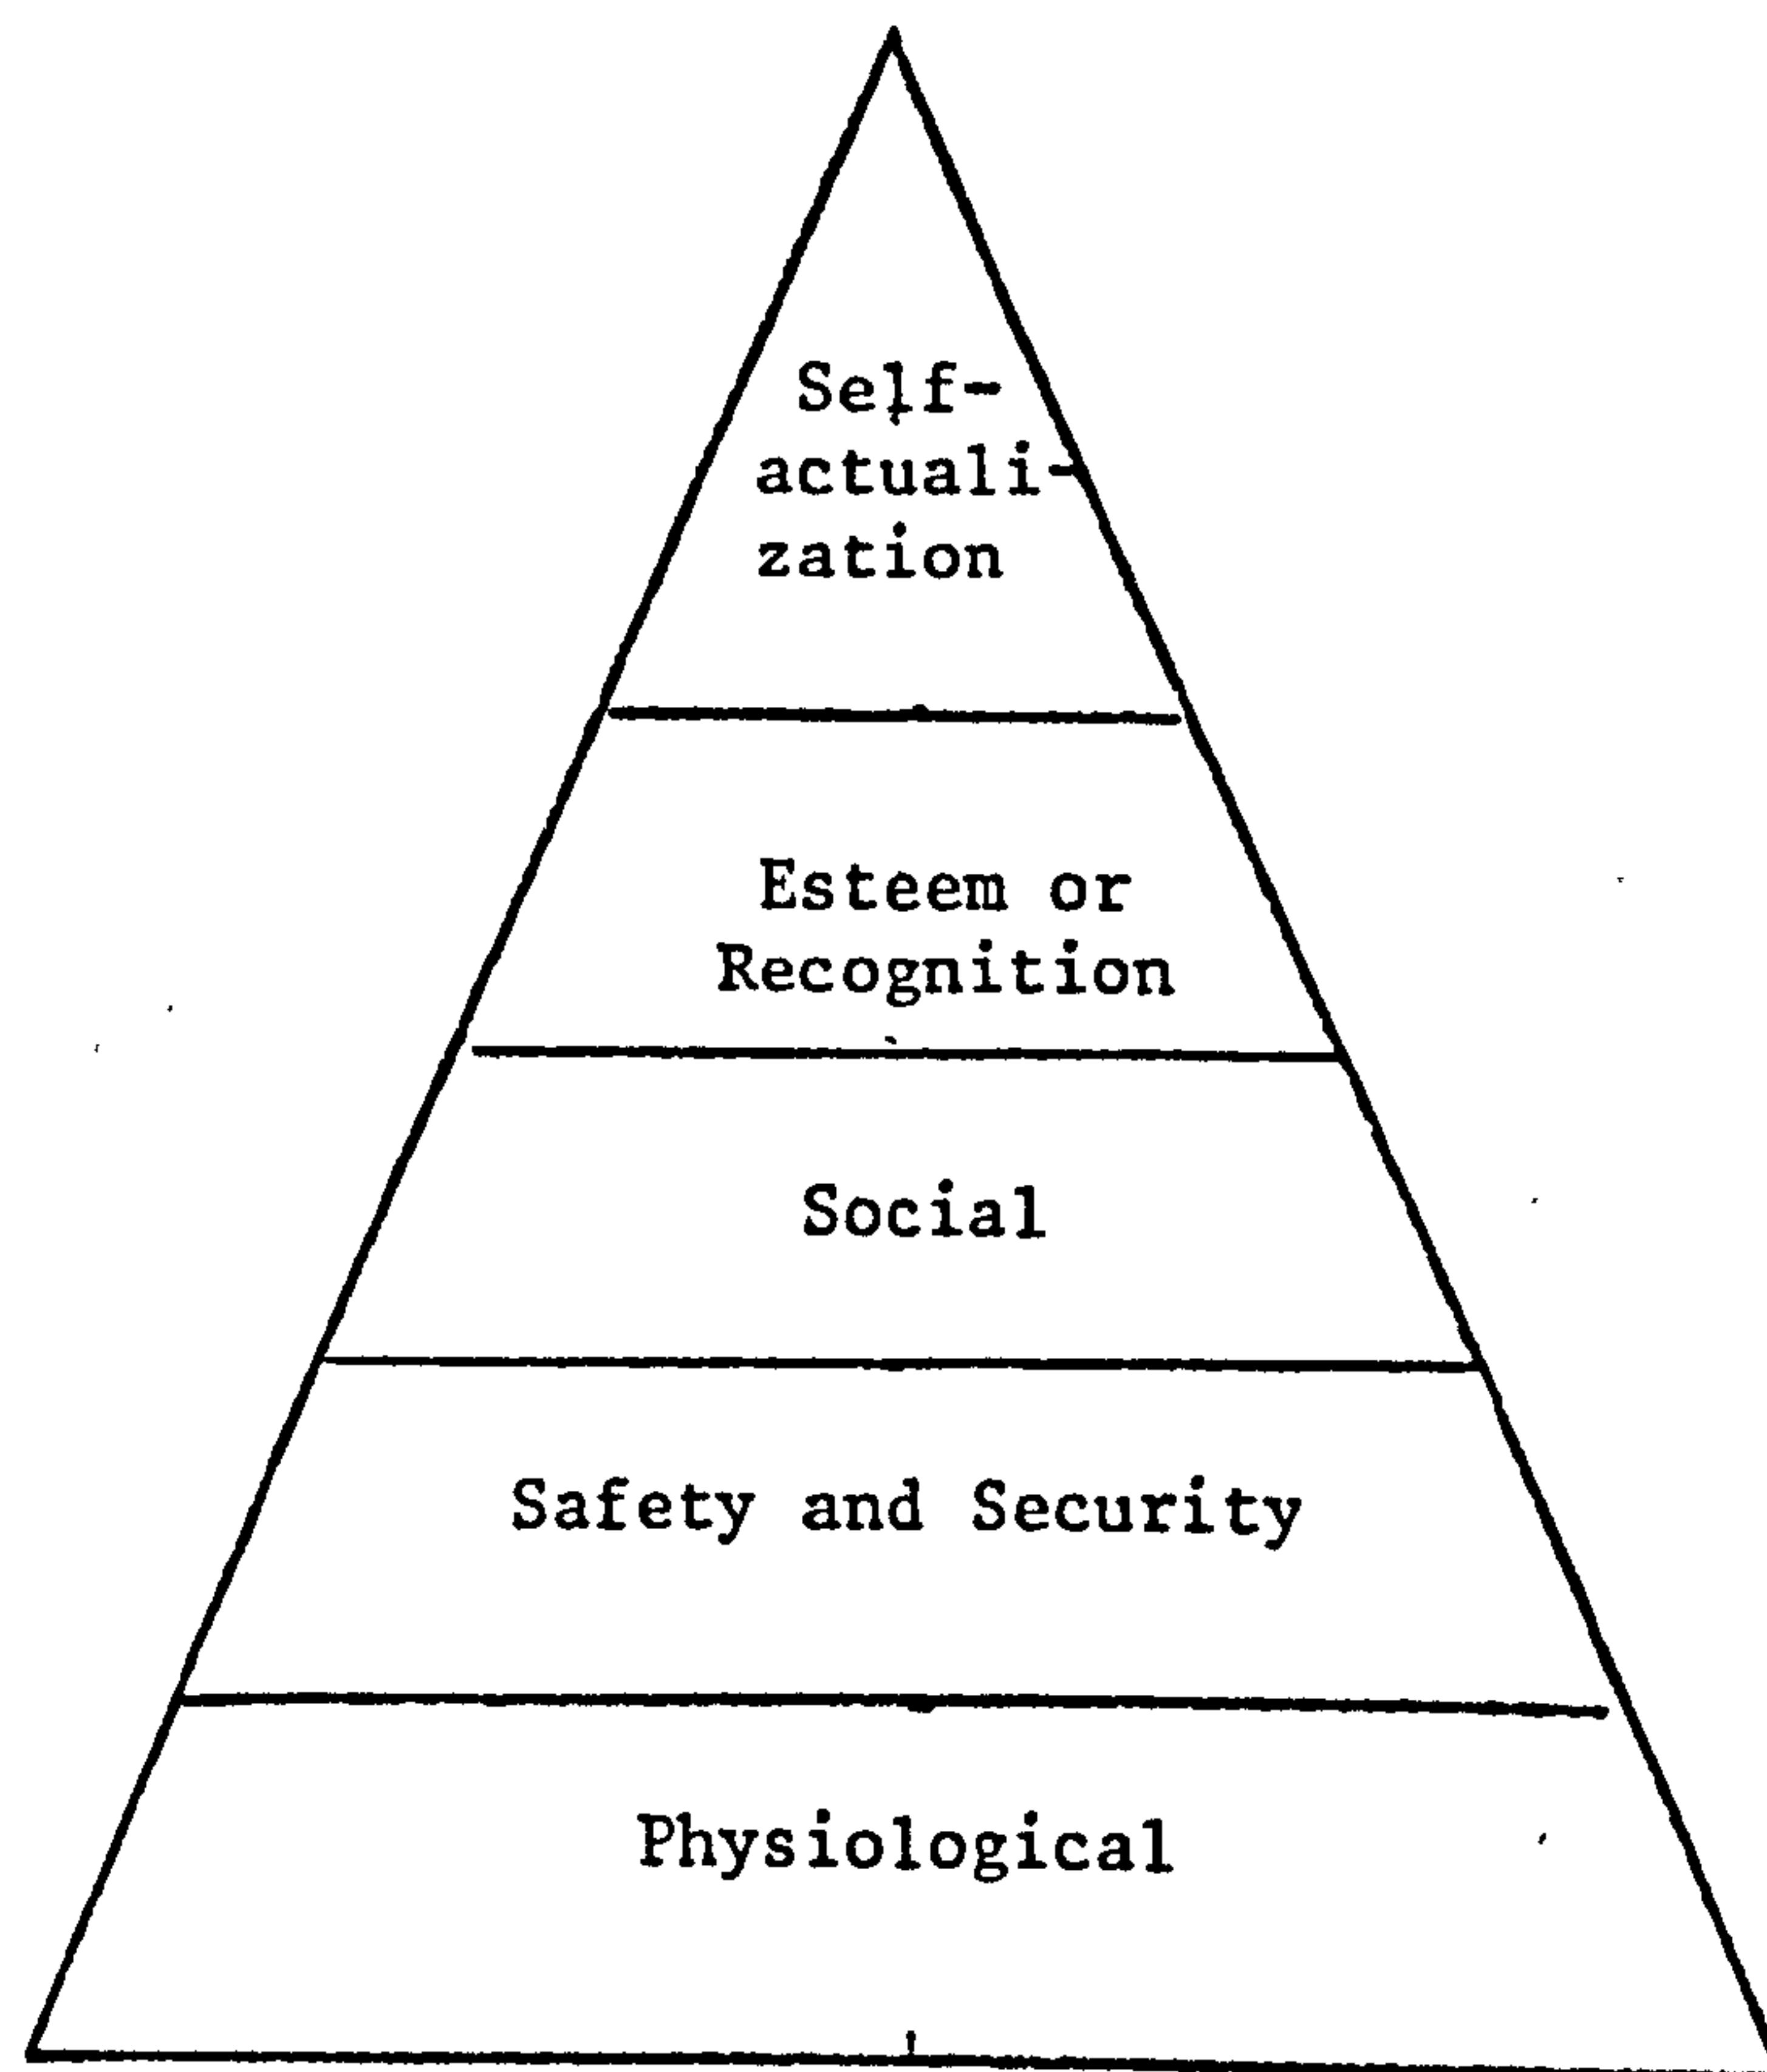 Self-
actuali-
zation
Esteem or
Recognition
Social
Safety and Security
Physiological